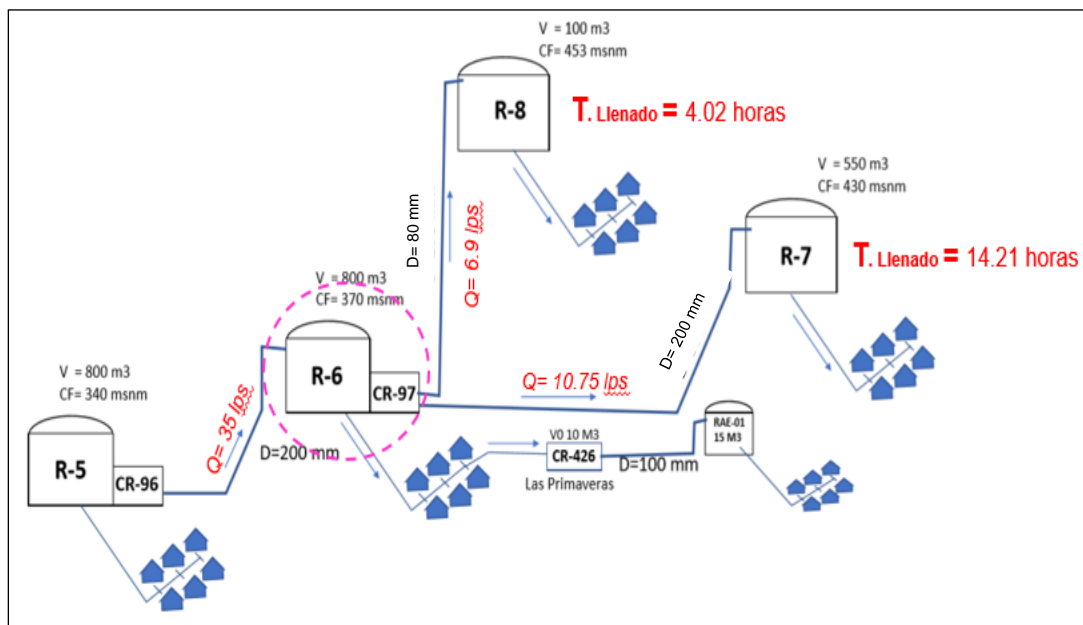 V = 100 m3
CF= 453 msnm
R-8
T. Llenado = 4.02 horas
D= 80 mm
Q= 6.9 lps
V = 550 m3
CF= 430 msnm
R-7
T. Llenado = 14.21 horas
V = 800 m3
CF= 370 msnm
R-6
CR-97
D= 200 mm
Q= 10.75 lps
V = 800 m3
CF= 340 msnm
R-5
CR-96
Q= 35 lps
D=200 mm
V0 10 M3
CR-426
Las Primaveras
D=100 mm
RAE-01
15 M3